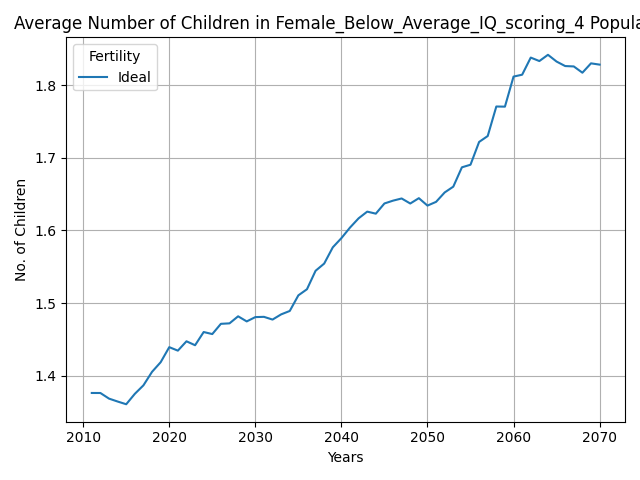 Average Number of Children in Female_Below_Average_IQ_scoring_4 Popula
Fertility
Ideal
1.8
1.7
1.6
1.5
1.4
No. of Children
2010 2020 2030 2040 2050 2060 2070
Years